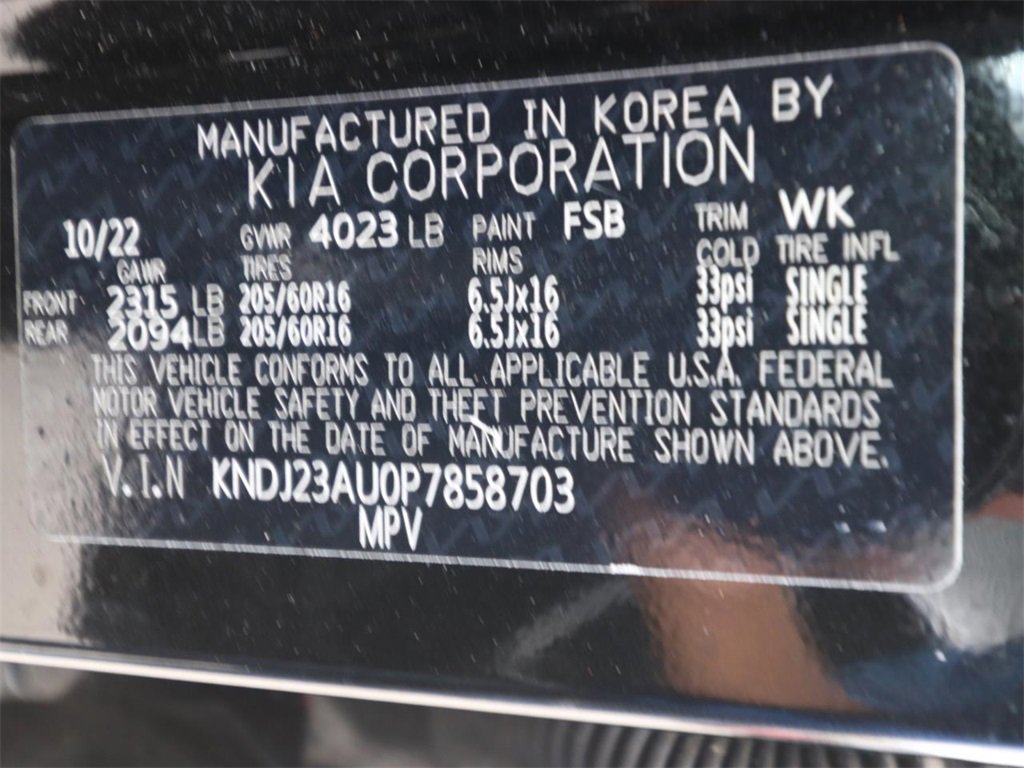 MANUFACTURED IN KOREA BY
KIA CORPORATION
10/22 GVWR 4023 LB PAINT FSB TRIM WK
GAWR TIRES RIMS COLD TIRE INFL
FRONT 2315 LB 205/60R16 6.5Jx16 33psi SINGLE
REAR 2094 LB 205/60R16 6.5Jx16 33psi SINGLE
THIS VEHICLE CONFORMS TO ALL APPLICABLE U.S.A. FEDERAL
MOTOR VEHICLE SAFETY AND THEFT PREVENTION STANDARDS
IN EFFECT ON THE DATE OF MANUFACTURE SHOWN ABOVE.
V.I.N KNDJ23AU0P7858703
MPV